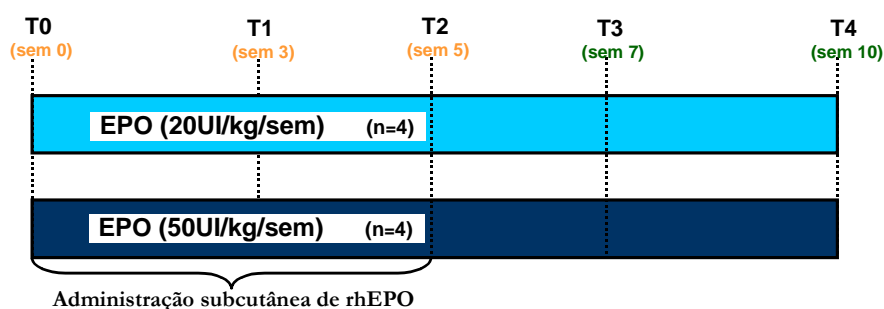 T0 T1 T2 T3 T4
(sem 0) (sem 3) (sem 5) (sem 7) (sem 10)
EPO (20UI/kg/sem) (n=4)
EPO (50UI/kg/sem) (n=4)
Administração subcutânea de rhEPO